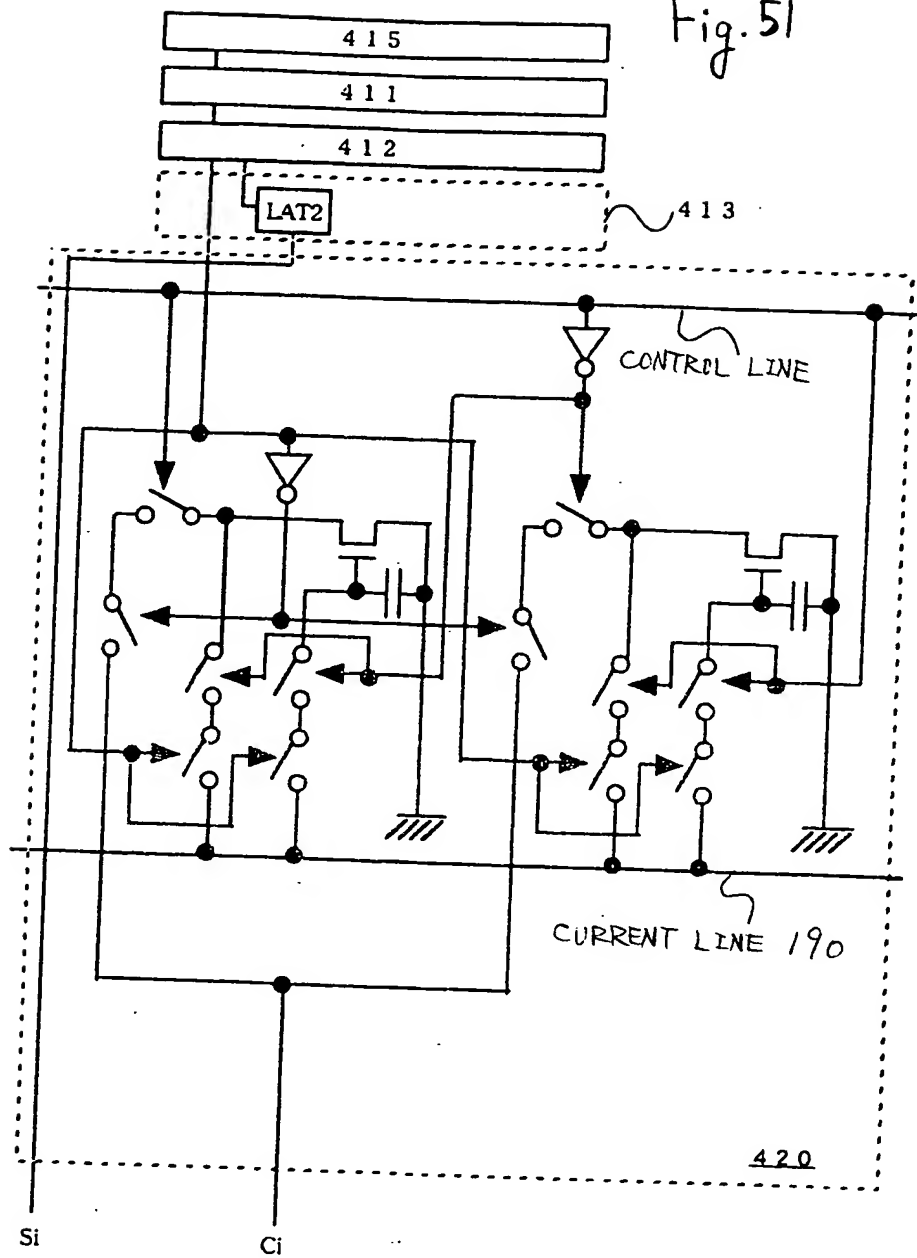 Fig. 51
415
411
412
LAT2
413
CONTROL LINE
CURRENT LINE 190
420
Si
Ci